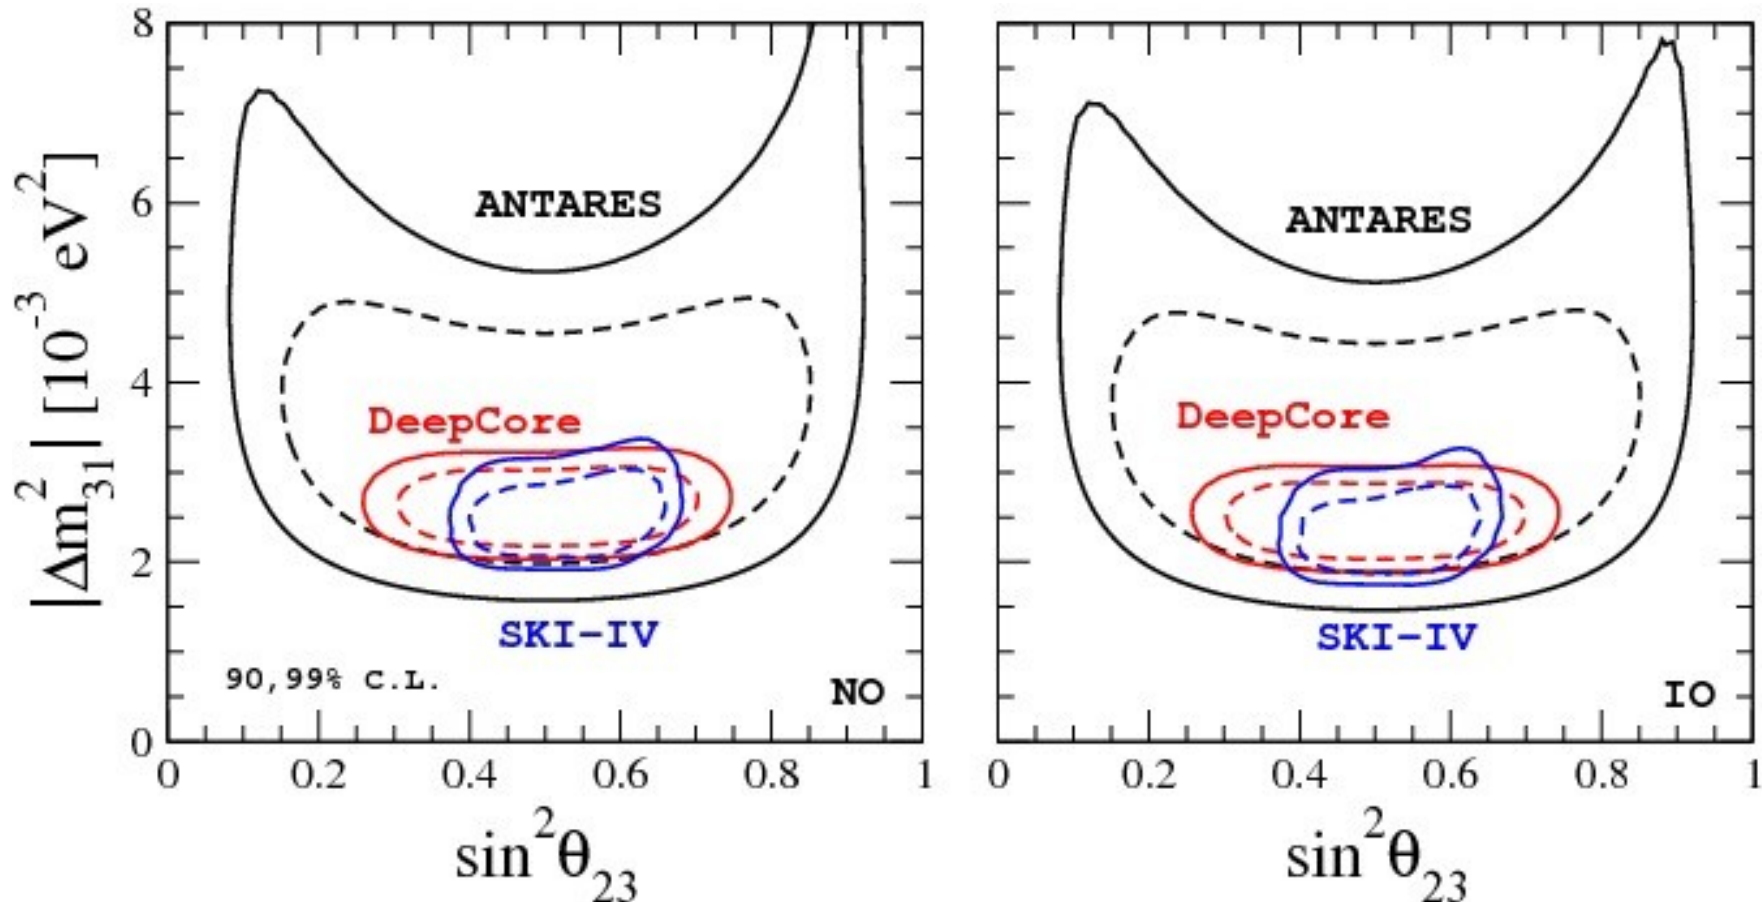 8
6
4
2
0
|Δm²₃₁| [10⁻³ eV²]
ANTARES
DeepCore
SKI-IV
90,99% C.L.
NO
0 0.2 0.4 0.6 0.8 1
sin²θ₂₃
ANTARES
DeepCore
SKI-IV
IO
0 0.2 0.4 0.6 0.8 1
sin²θ₂₃